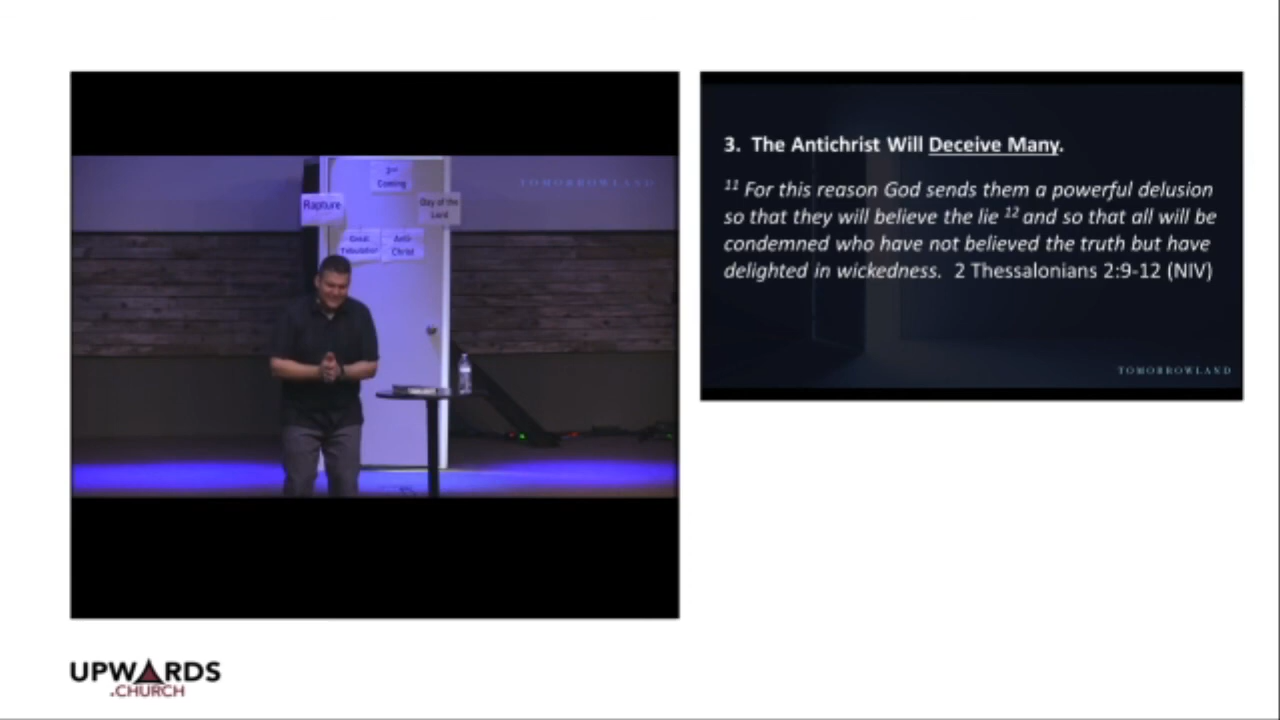 TOMORROWLAND
2nd
Coming
Rapture
Day of the
Lord
Great
Tribulation
Anti-
Christ
3. The Antichrist Will Deceive Many.
11 For this reason God sends them a powerful delusion
so that they will believe the lie 12 and so that all will be
condemned who have not believed the truth but have
delighted in wickedness. 2 Thessalonians 2:9-12 (NIV)
TOMORROWLAND
UPWARDS
.CHURCH